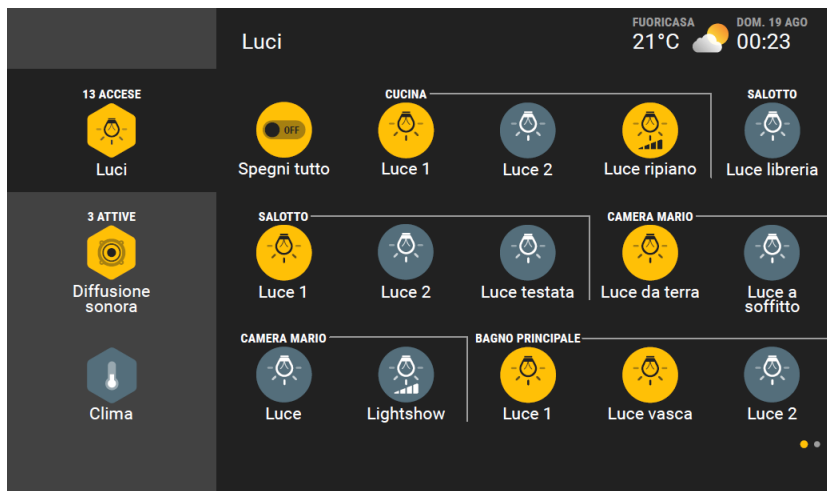 Luci
FUORICASA
21°C
DOM. 19 AGO
00:23
13 ACCESE
Luci
3 ATTIVE
Diffusione
sonora
Clima
CUCINA
SALOTTO
OFF
Spegni tutto
Luce 1
Luce 2
Luce ripiano
Luce libreria
SALOTTO
CAMERA MARIO
Luce 1
Luce 2
Luce testata
Luce da terra
Luce a
soffitto
CAMERA MARIO
BAGNO PRINCIPALE
Luce
Lightshow
Luce 1
Luce vasca
Luce 2